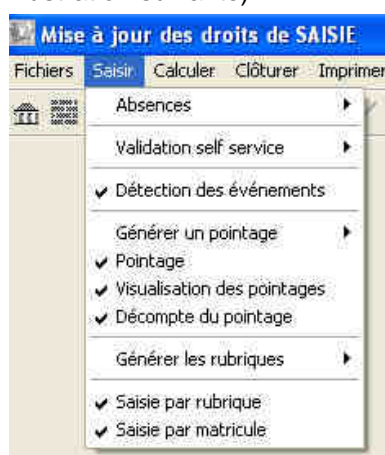 Mise à jour des droits de SAISIE
Fichiers Saisir Calculer Clôturer Imprimer
Absences
Validation self service
Détection des événements
Générer un pointage
Pointage
Visualisation des pointages
Décompte du pointage
Générer les rubriques
Saisie par rubrique
Saisie par matricule